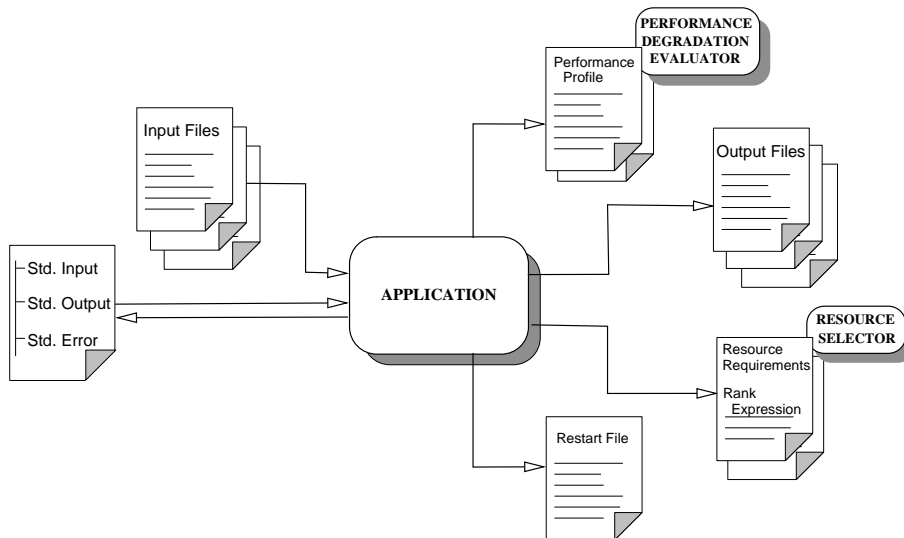 PERFORMANCE
DEGRADATION
EVALUATOR
Performance
Profile
Input Files
Output Files
Std. Input
Std. Output
Std. Error
APPLICATION
RESOURCE
SELECTOR
Resource
Requirements
Rank
Expression
Restart File